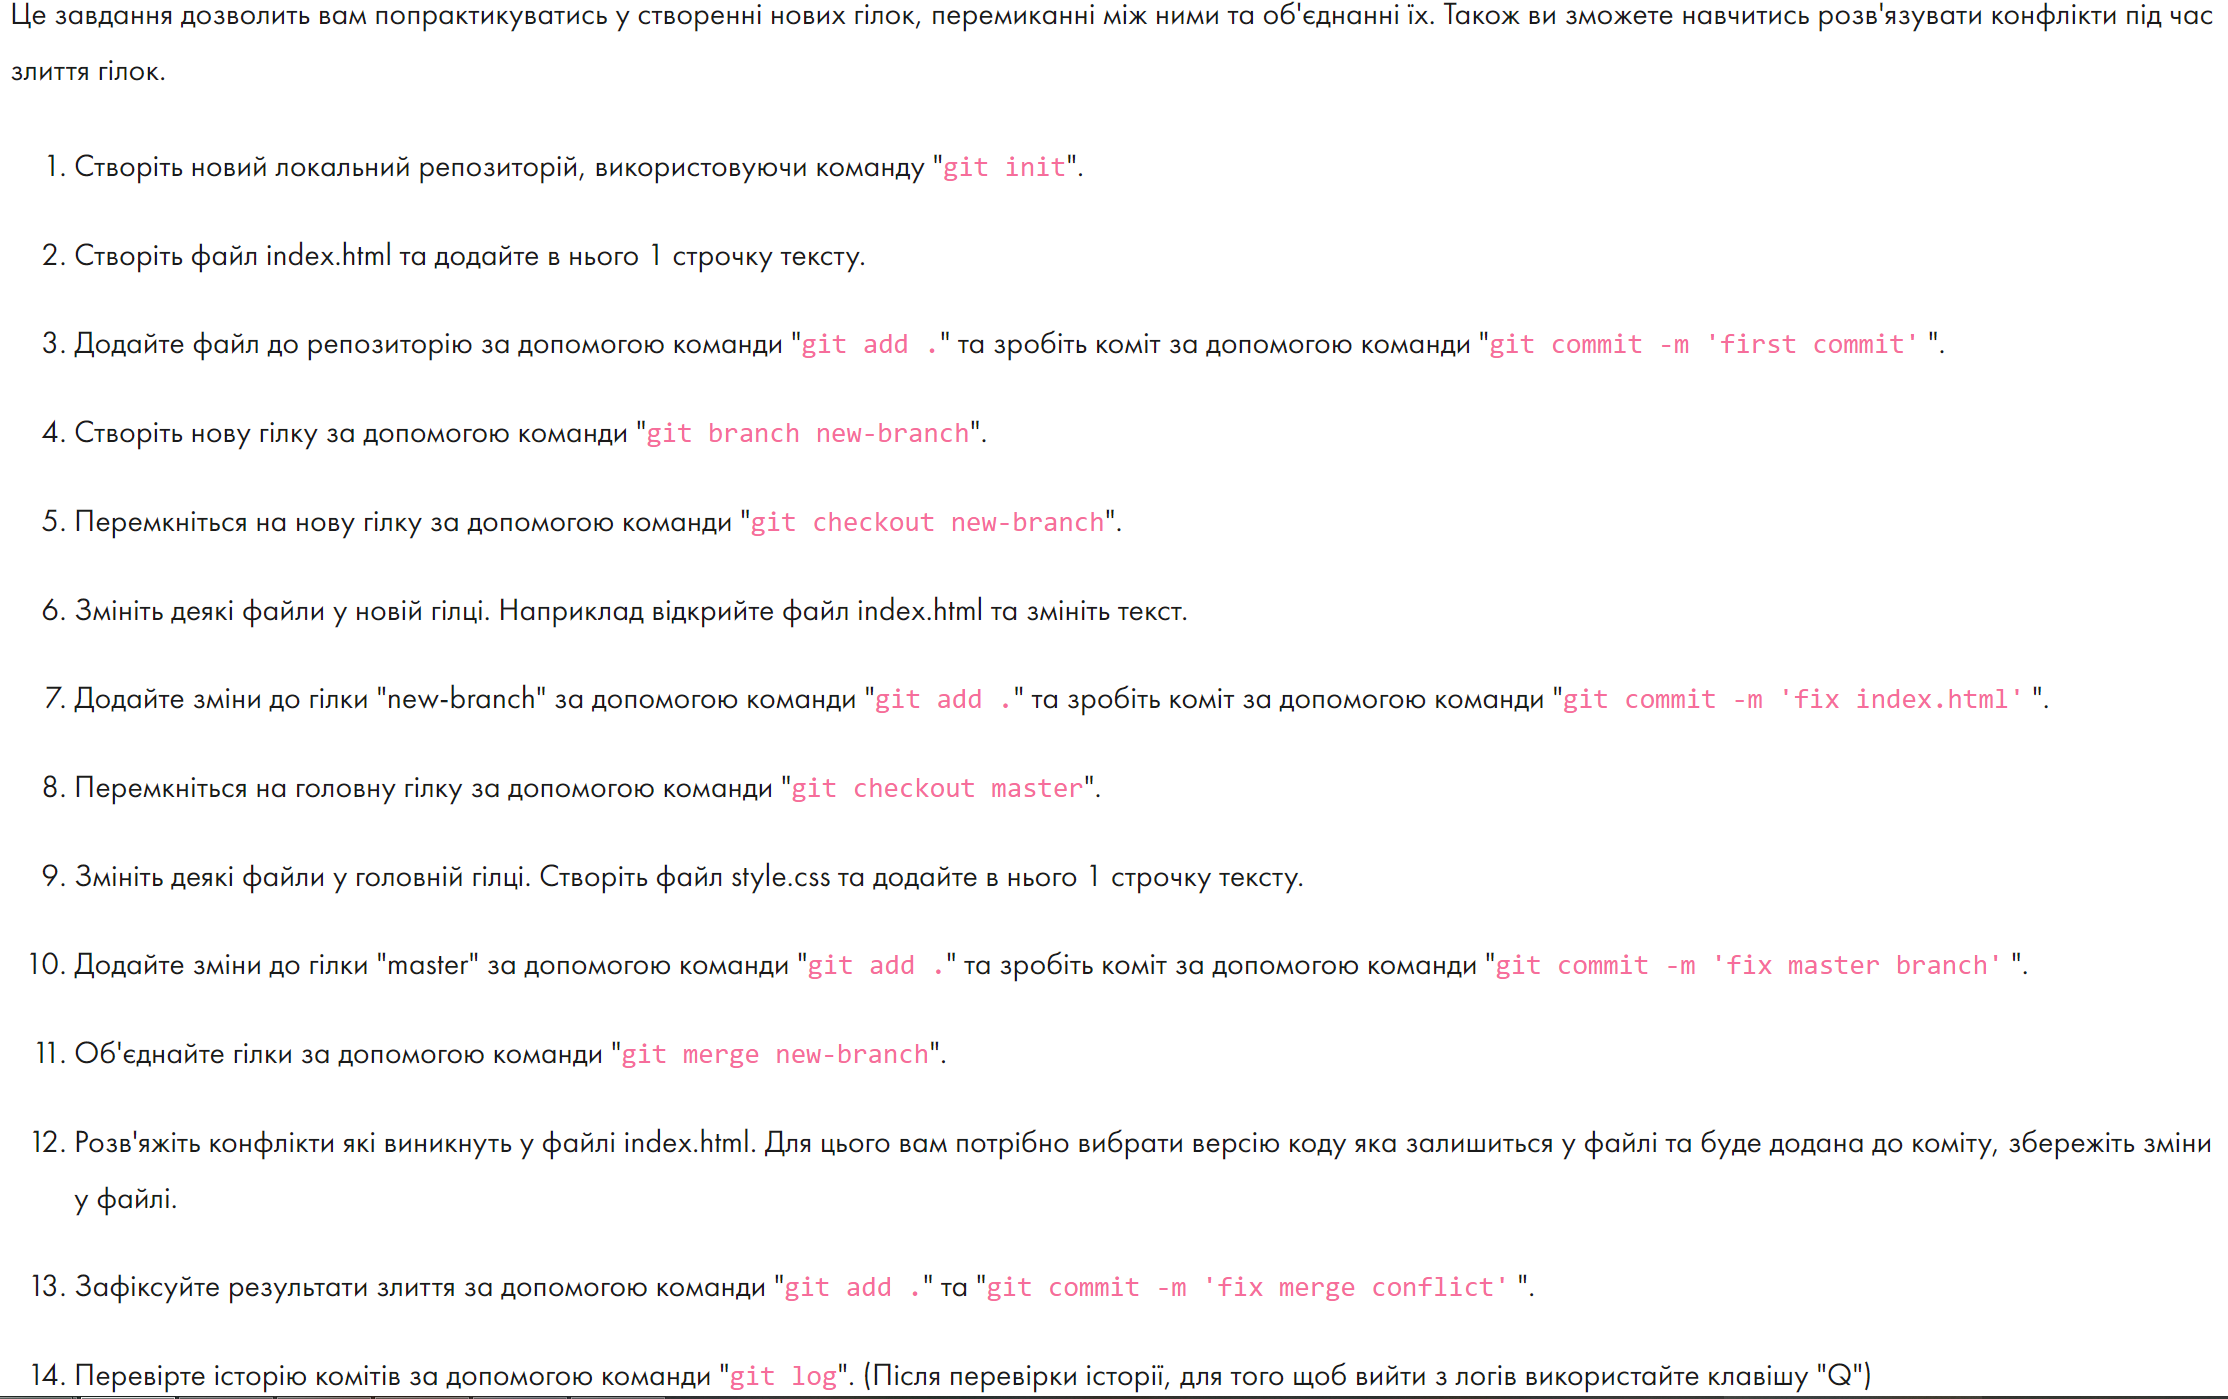 Це завдання дозволить вам попрактикуватись у створенні нових гілок, перемиканні між ними та об'єднанні їх. Також ви зможете навчитись розв'язувати конфлікти під час
злиття гілок.
1. Створіть новий локальний репозиторій, використовуючи команду "git init".
2. Створіть файл index.html та додайте в нього 1 строчку тексту.
3. Додайте файл до репозиторію за допомогою команди "git add ." та зробіть коміт за допомогою команди "git commit -m 'first commit' ".
4. Створіть нову гілку за допомогою команди "git branch new-branch".
5. Перемкніться на нову гілку за допомогою команди "git checkout new-branch".
6. Змініть деякі файли у новій гілці. Наприклад відкрийте файл index.html та змініть текст.
7. Додайте зміни до гілки "new-branch" за допомогою команди "git add ." та зробіть коміт за допомогою команди "git commit -m 'fix index.html' ".
8. Перемкніться на головну гілку за допомогою команди "git checkout master".
9. Змініть деякі файли у головній гілці. Створіть файл style.css та додайте в нього 1 строчку тексту.
10. Додайте зміни до гілки "master" за допомогою команди "git add ." та зробіть коміт за допомогою команди "git commit -m 'fix master branch' ".
11. Об'єднайте гілки за допомогою команди "git merge new-branch".
12. Розв'яжіть конфлікти які виникнуть у файлі index.html. Для цього вам потрібно вибрати версію коду яка залишиться у файлі та буде додана до коміту, збережіть зміни
у файлі.
13. Зафіксуйте результати злиття за допомогою команди "git add ." та "git commit -m 'fix merge conflict' ".
14. Перевірте історію комітів за допомогою команди "git log". (Після перевірки історії, для того щоб вийти з логів використайте клавішу "Q")